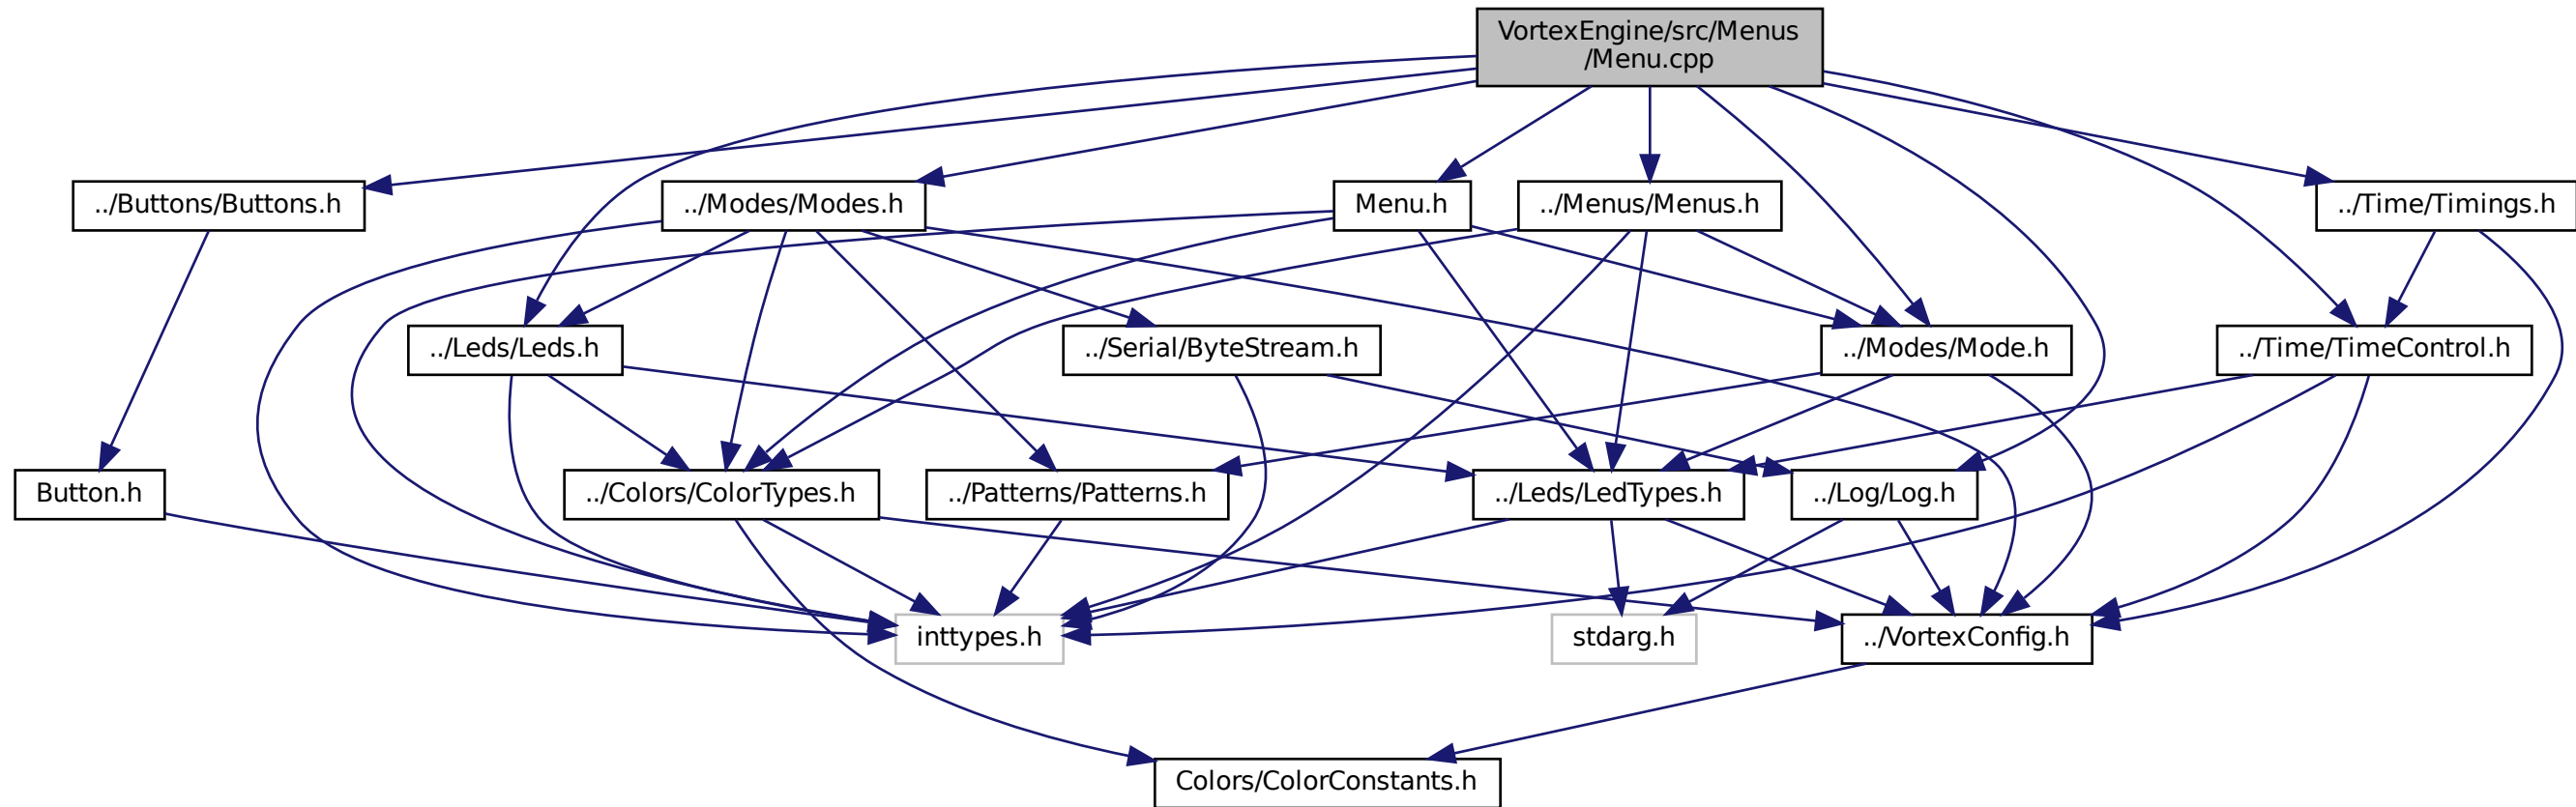 VortexEngine/src/Menus
/Menu.cpp
../Buttons/Buttons.h
../Modes/Modes.h
Menu.h
../Menus/Menus.h
../Time/Timings.h
../Leds/Leds.h
../Serial/ByteStream.h
../Modes/Mode.h
../Time/TimeControl.h
Button.h
../Colors/ColorTypes.h
../Patterns/Patterns.h
../Leds/LedTypes.h
../Log/Log.h
inttypes.h
stdarg.h
../VortexConfig.h
Colors/ColorConstants.h